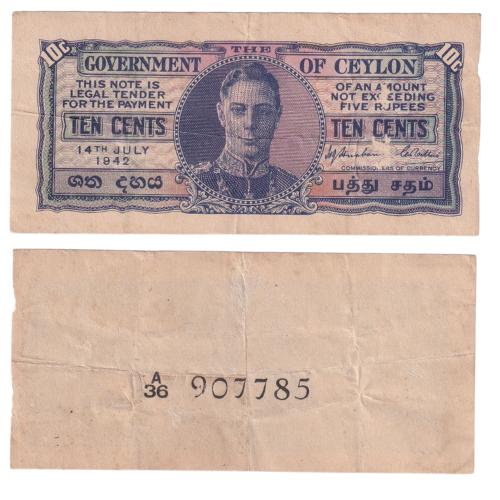 10c THE 10c
GOVERNMENT OF CEYLON
THIS NOTE IS OF AN AMOUNT
LEGAL TENDER NOT EXCEEDING
FOR THE PAYMENT FIVE RUPEES
TEN CENTS TEN CENTS
14TH JULY
1942
COMMISSIONERS OF CURRENCY
ශත දහය பத்து சதம்
A
36 907785